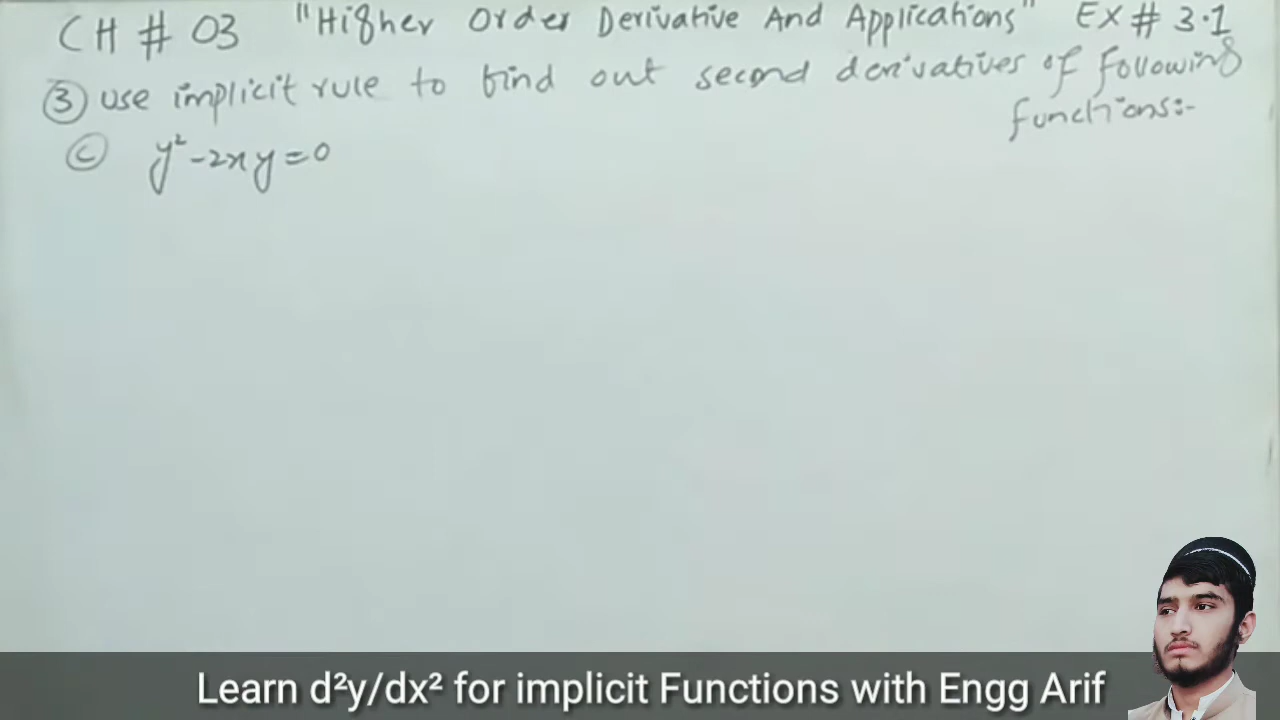 CH # 03 "Higher Order Derivative And Applications" EX # 3.1
③ use implicit rule to find out second derivatives of following
functions:-
ⓒ y² - 2xy = 0
Learn d²y/dx² for implicit Functions with Engg Arif